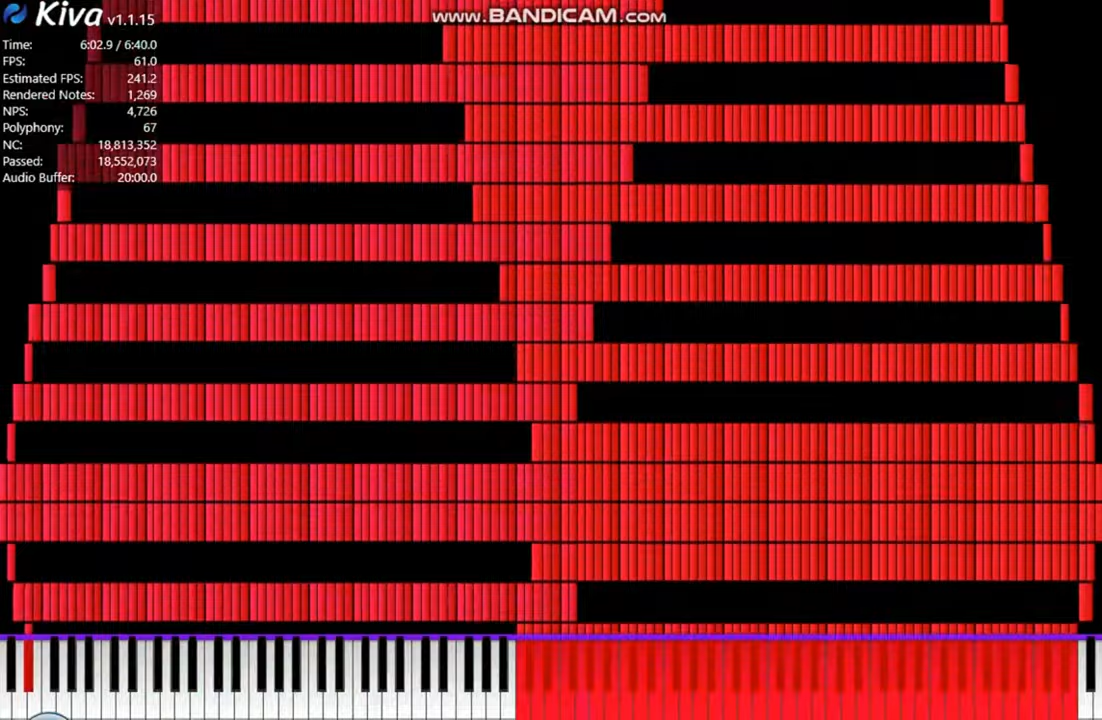 Kiva v1.1.15
www.BANDICAM.com
Time: 6:02.9 / 6:40.0
FPS: 61.0
Estimated FPS: 241.2
Rendered Notes: 1,269
NPS: 4,726
Polyphony: 67
NC: 18,813,352
Passed: 18,552,073
Audio Buffer: 20:00.0